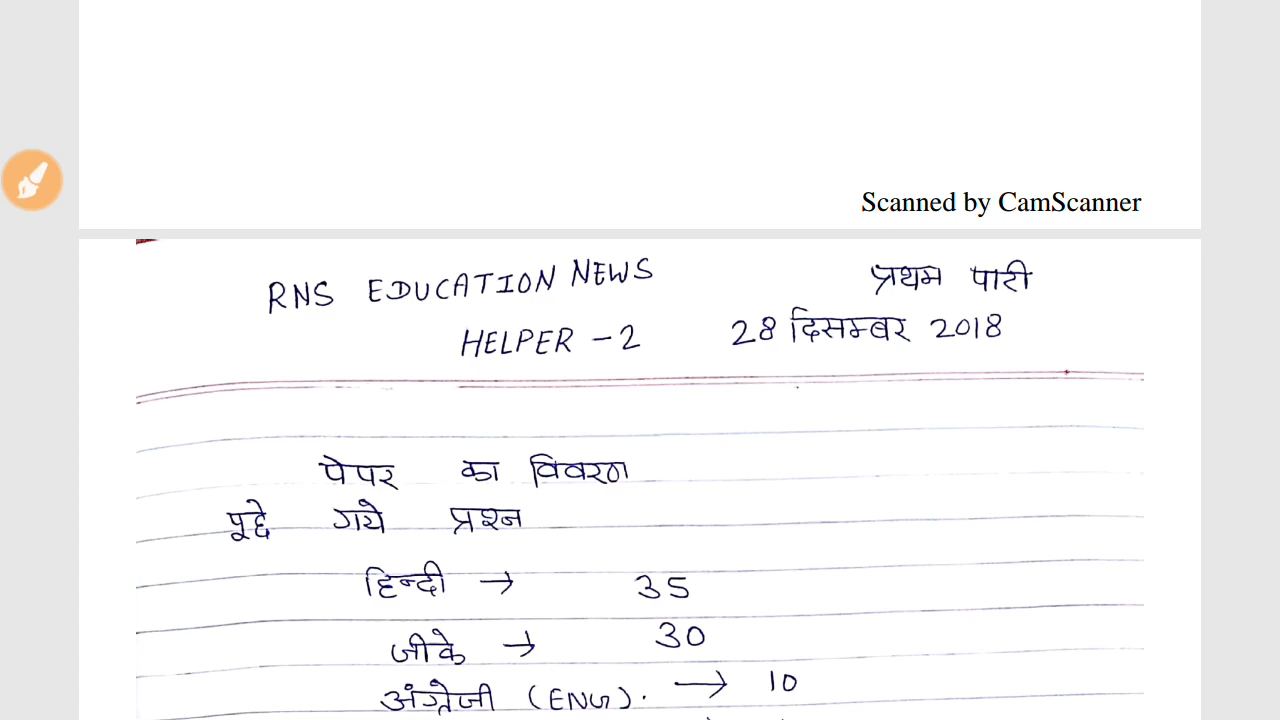 Scanned by CamScanner
RNS EDUCATION NEWS प्रथम पारी
HELPER - 2 28 दिसम्बर 2018
पेपर का विवरण
पूछे गये प्रश्न
हिन्दी → 35
जीके → 30
अंग्रेजी (ENG). → 10